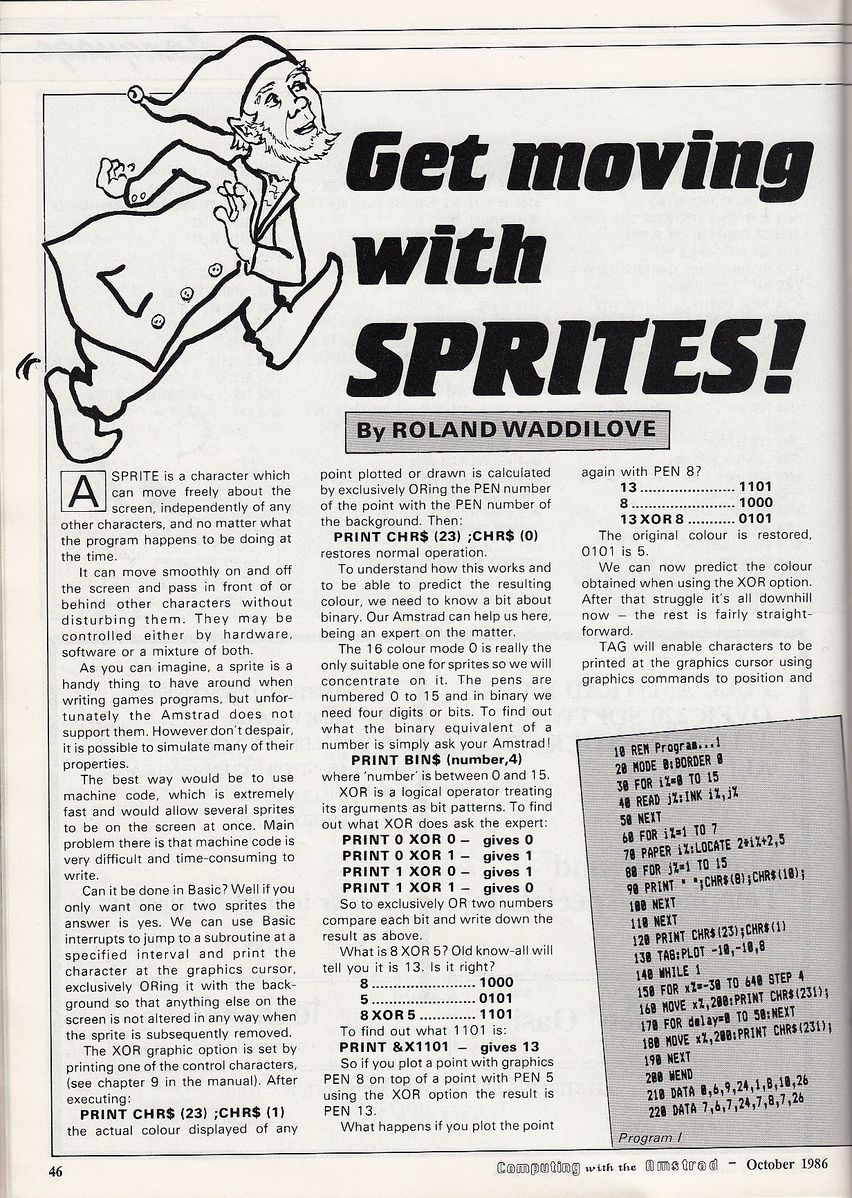 Get moving
with
SPRITES!
By ROLAND WADDILOVE
A SPRITE is a character which
can move freely about the
screen, independently of any
other characters, and no matter what
the program happens to be doing at
the time.
It can move smoothly on and off
the screen and pass in front of or
behind other characters without
disturbing them. They may be
controlled either by hardware,
software or a mixture of both.
As you can imagine, a sprite is a
handy thing to have around when
writing games programs, but unfor-
tunately the Amstrad does not
support them. However don't despair,
it is possible to simulate many of their
properties.
The best way would be to use
machine code, which is extremely
fast and would allow several sprites
to be on the screen at once. Main
problem there is that machine code is
very difficult and time-consuming to
write.
Can it be done in Basic? Well if you
only want one or two sprites the
answer is yes. We can use Basic
interrupts to jump to a subroutine at a
specified interval and print the
character at the graphics cursor,
exclusively ORing it with the back-
ground so that anything else on the
screen is not altered in any way when
the sprite is subsequently removed.
The XOR graphic option is set by
printing one of the control characters,
(see chapter 9 in the manual). After
executing:
PRINT CHR$ (23) ;CHR$ (1)
the actual colour displayed of any
point plotted or drawn is calculated
by exclusively ORing the PEN number
of the point with the PEN number of
the background. Then:
PRINT CHR$ (23) ;CHR$ (0)
restores normal operation.
To understand how this works and
to be able to predict the resulting
colour, we need to know a bit about
binary. Our Amstrad can help us here,
being an expert on the matter.
The 16 colour mode 0 is really the
only suitable one for sprites so we will
concentrate on it. The pens are
numbered 0 to 15 and in binary we
need four digits or bits. To find out
what the binary equivalent of a
number is simply ask your Amstrad!
PRINT BIN$ (number,4)
where 'number' is between 0 and 15.
XOR is a logical operator treating
its arguments as bit patterns. To find
out what XOR does ask the expert:
PRINT 0 XOR 0 – gives 0
PRINT 0 XOR 1 – gives 1
PRINT 1 XOR 0 – gives 1
PRINT 1 XOR 1 – gives 0
So to exclusively OR two numbers
compare each bit and write down the
result as above.
What is 8 XOR 5? Old know-all will
tell you it is 13. Is it right?
8 ........................ 1000
5 ........................ 0101
8 XOR 5 ............ 1101
To find out what 1101 is:
PRINT &X1101 – gives 13
So if you plot a point with graphics
PEN 8 on top of a point with PEN 5
using the XOR option the result is
PEN 13.
What happens if you plot the point
again with PEN 8?
13 ...................... 1101
8 ........................ 1000
13 XOR 8 ........... 0101
The original colour is restored,
0101 is 5.
We can now predict the colour
obtained when using the XOR option.
After that struggle it's all downhill
now – the rest is fairly straight-
forward.
TAG will enable characters to be
printed at the graphics cursor using
graphics commands to position and
10 REM Program...1
20 MODE 0:BORDER 0
30 FOR i%=0 TO 15
40 READ j%:INK i%,j%
50 NEXT
60 FOR i%=1 TO 7
70 PAPER i%:LOCATE 2*i%+2,5
80 FOR j%=1 TO 15
90 PRINT " ";CHR$(8);CHR$(10);
100 NEXT
110 NEXT
120 PRINT CHR$(23);CHR$(1)
130 TAG:PLOT -10,-10,8
140 WHILE 1
150 FOR x%=-30 TO 640 STEP 4
160 MOVE x%,200:PRINT CHR$(231);
170 FOR delay=0 TO 50:NEXT
180 MOVE x%,200:PRINT CHR$(231);
190 NEXT
200 WEND
210 DATA 0,6,9,24,1,8,10,26
220 DATA 7,6,7,24,7,8,7,26
Program I
46
Computing with the Amstrad – October 1986